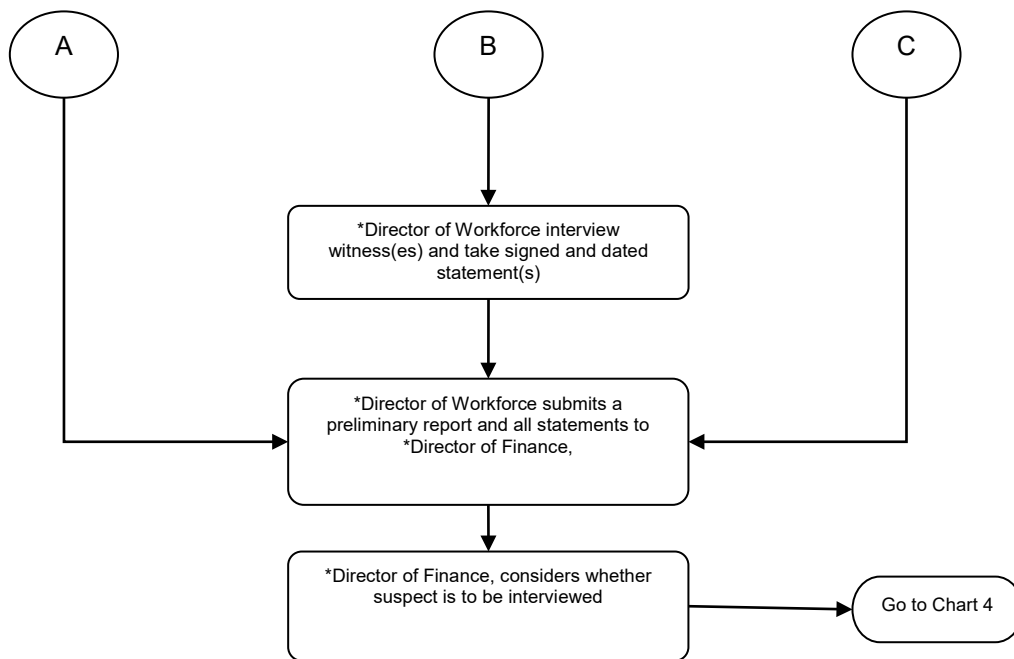 A
B
C
*Director of Workforce interview
witness(es) and take signed and dated
statement(s)
*Director of Workforce submits a
preliminary report and all statements to
*Director of Finance,
*Director of Finance, considers whether
suspect is to be interviewed
Go to Chart 4